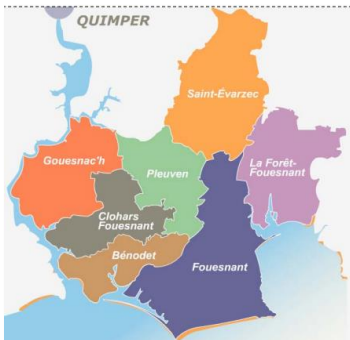 QUIMPER
Saint-Évarzec
Gouesnac'h
Pleuven
La Forêt-
Fouesnant
Clohars
Fouesnant
Bénodet
Fouesnant